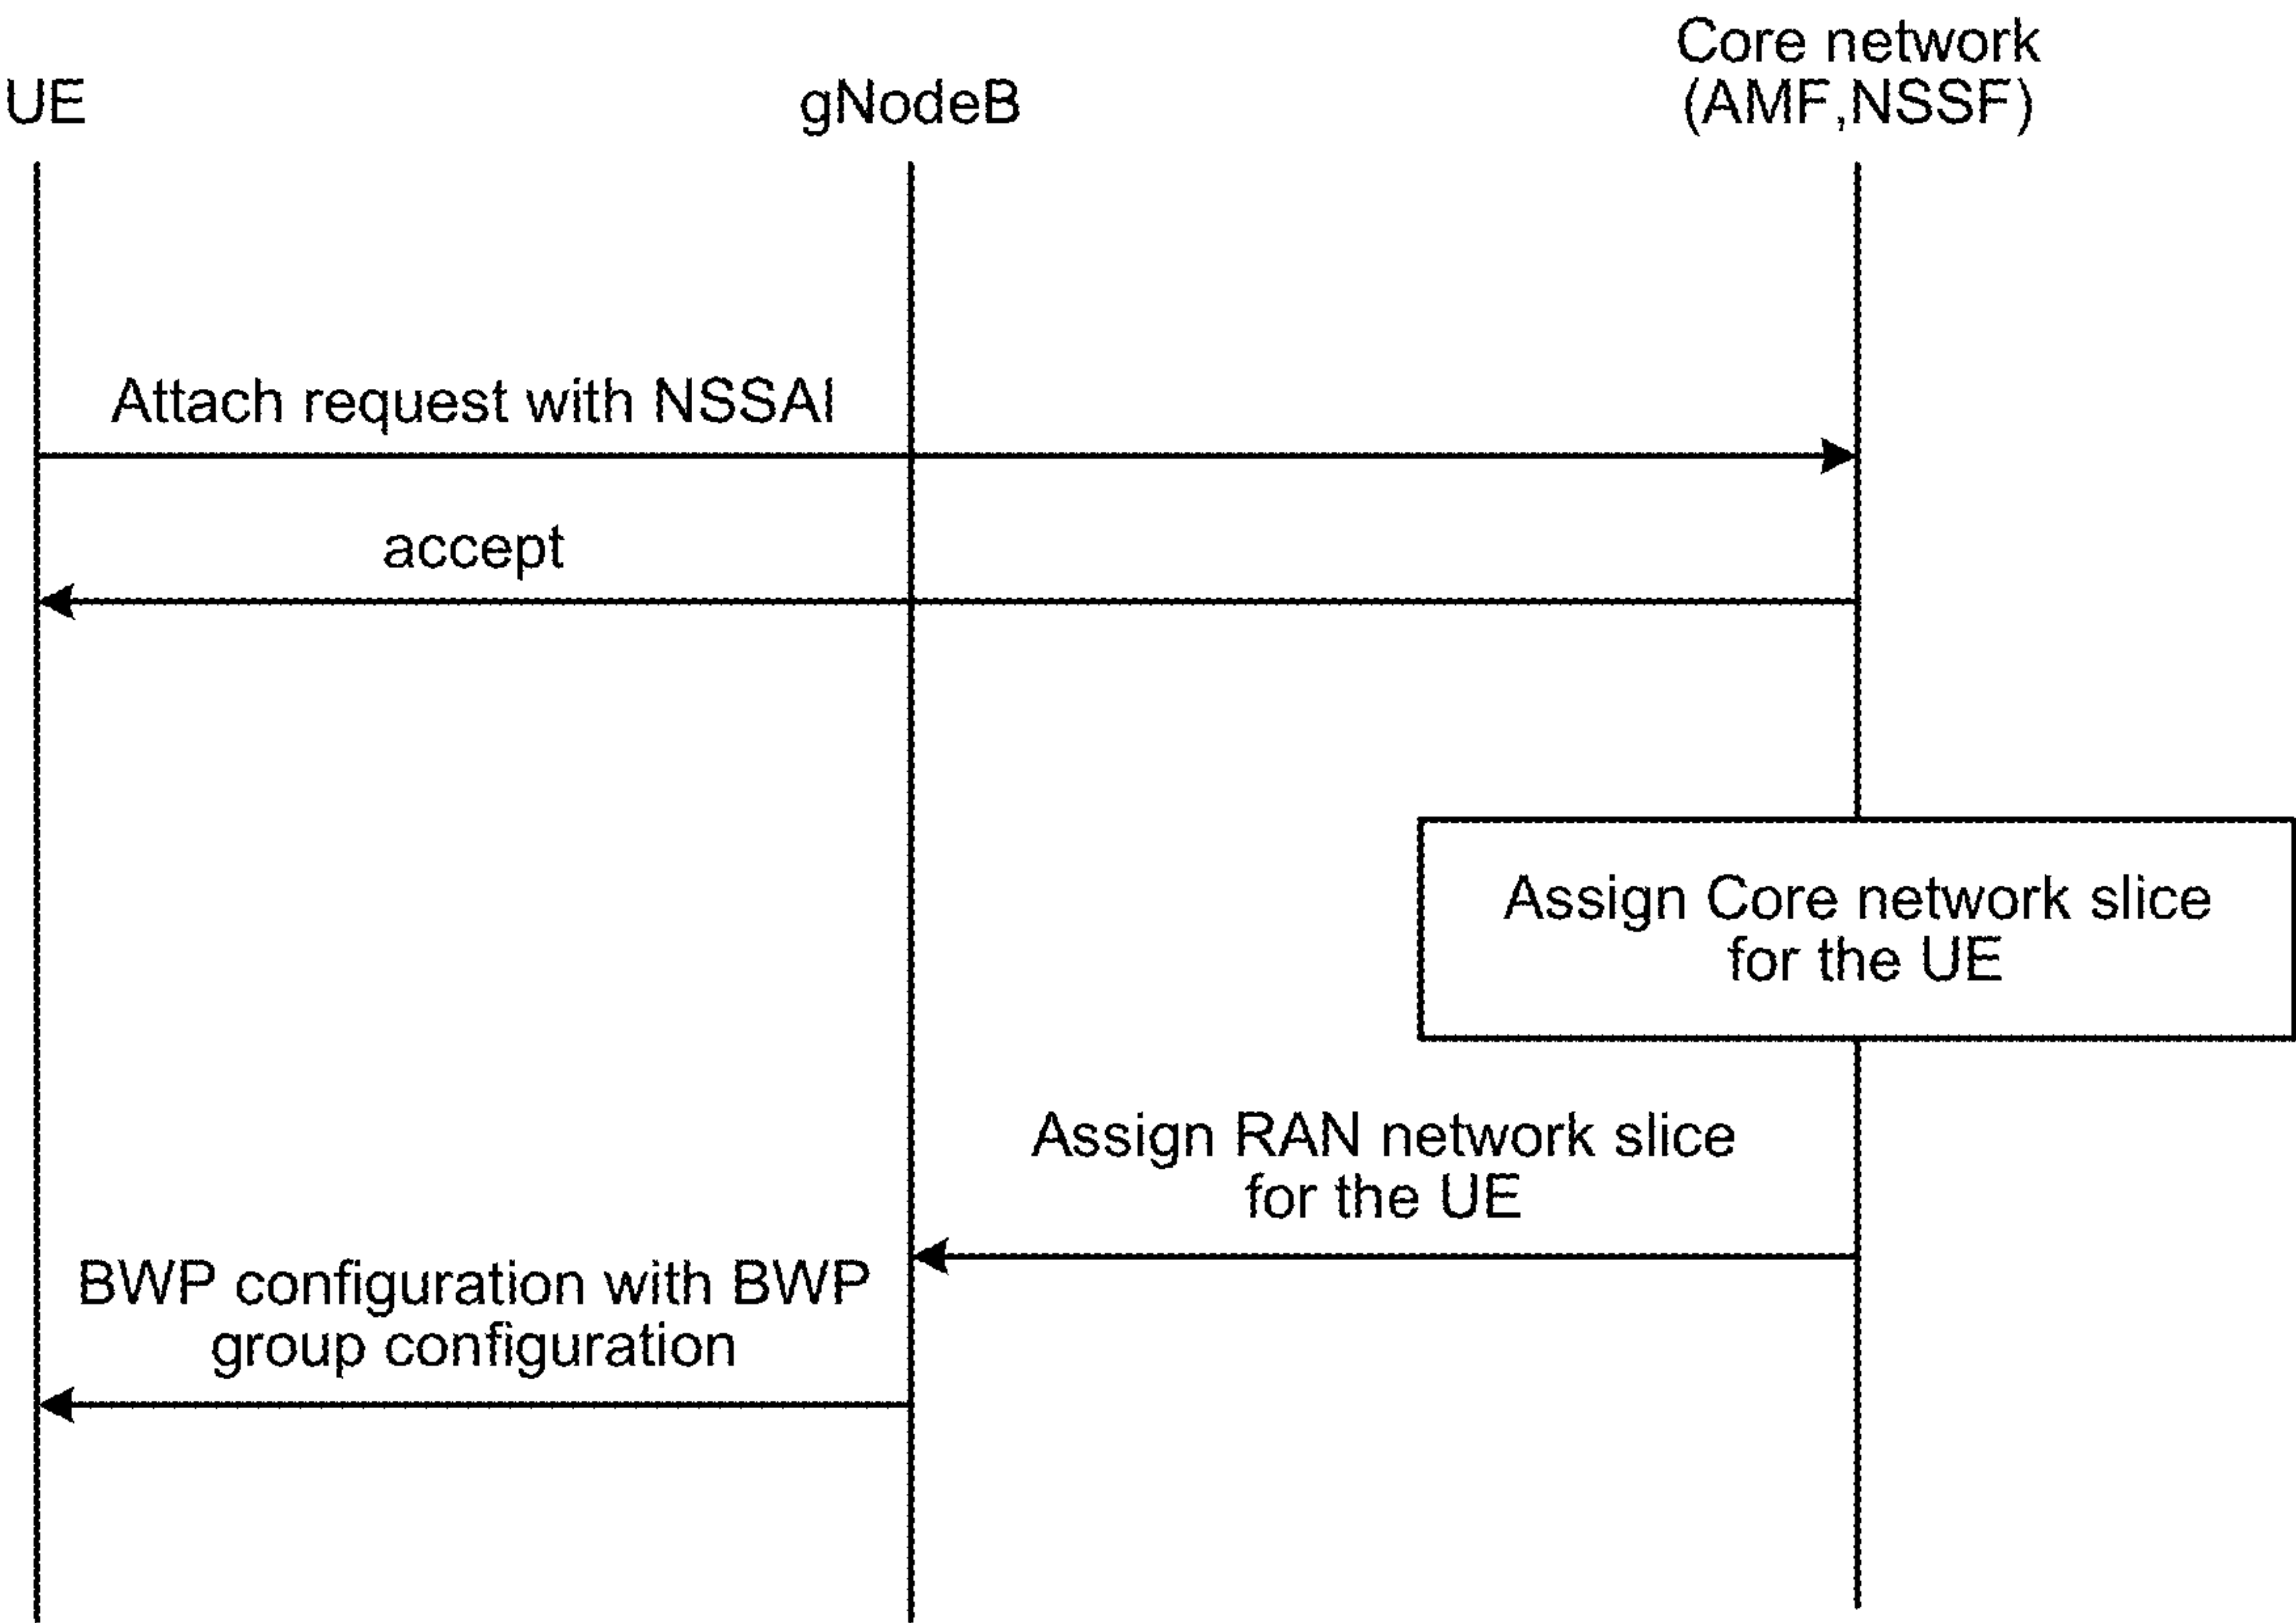 UE
gNodeB
Core network
(AMF,NSSF)
Attach request with NSSAI
accept
Assign Core network slice
for the UE
Assign RAN network slice
for the UE
BWP configuration with BWP
group configuration